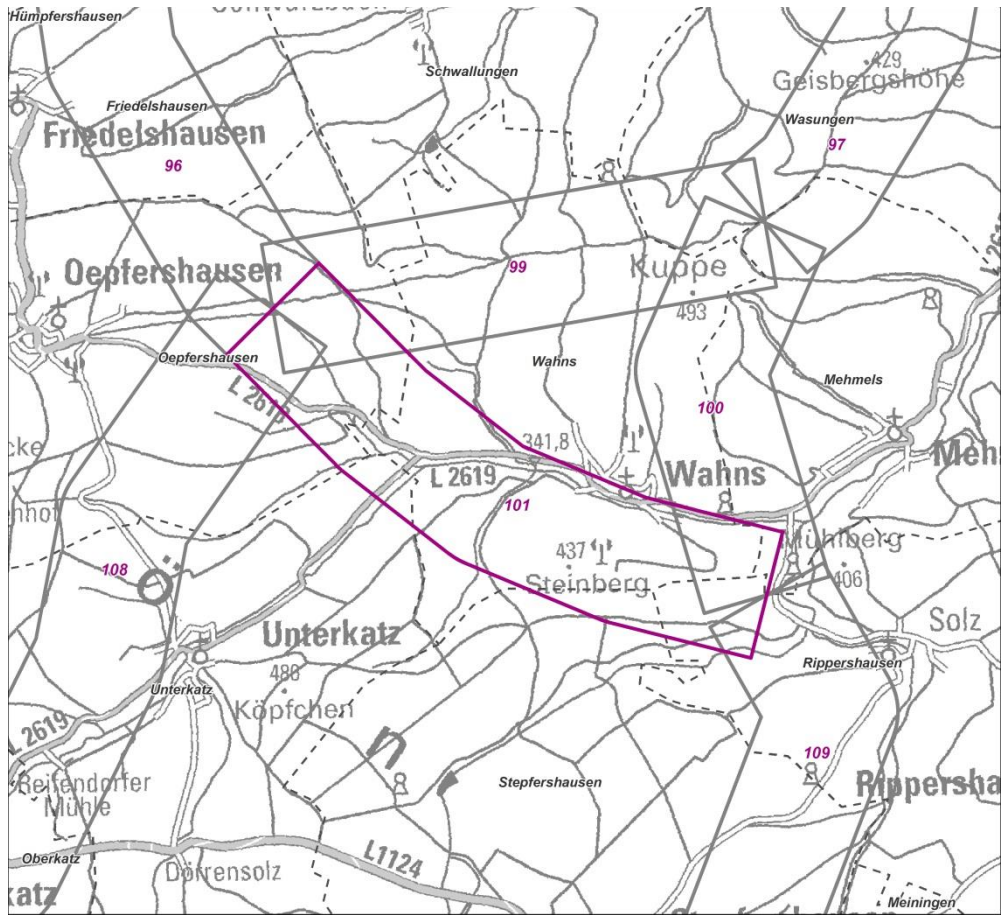 Hümpfershausen
Schwallungen
429
Geisbergshöhe
Friedelshausen
Wasungen
Friedelshausen
97
96
Oepfershausen
99
Kuppe
493
Oepfershausen
Wahns
Mehmels
L 2619
100
341,8
L 2619
Wahns
101
437
Mühlberg
108
Steinberg
406
Unterkatz
Solz
Rippershausen
486
Unterkatz
Köpfchen
L 2619
n
109
Reifendorfer
Mühle
Stepfershausen
Oberkatz
Dörrensolz
L1124
katz
Meiningen